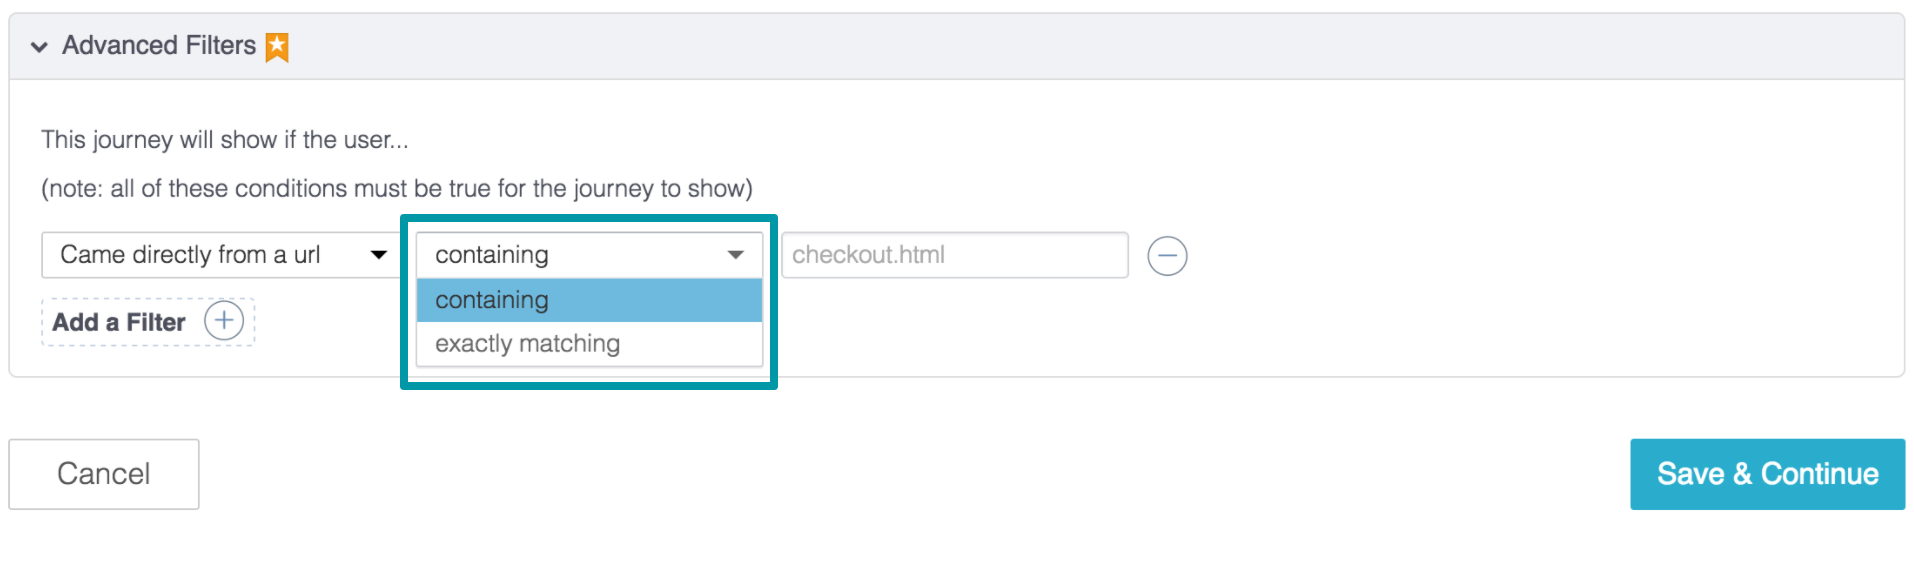 Advanced Filters
This journey will show if the user...
(note: all of these conditions must be true for the journey to show)
Came directly from a url containing checkout.html
containing
Add a Filter
exactly matching
Cancel Save & Continue